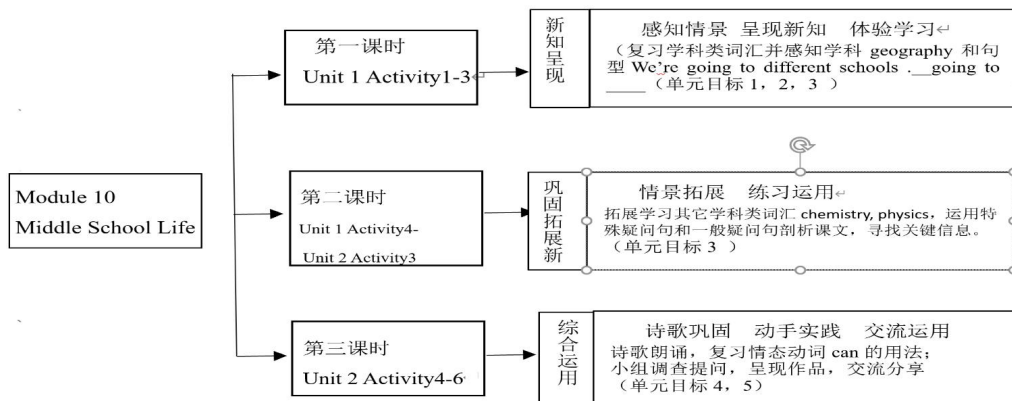 Module 10
Middle School Life
第一课时
Unit 1 Activity1-3
新知呈现
感知情景 呈现新知 体验学习
（复习学科类词汇并感知学科 geography 和句
型 We're going to different schools .__going to
____（单元目标 1，2，3 ）
第二课时
Unit 1 Activity4-
Unit 2 Activity3
巩固拓展新
情景拓展 练习运用
拓展学习其它学科类词汇 chemistry, physics，运用特
殊疑问句和一般疑问句剖析课文，寻找关键信息。
（单元目标 3 ）
第三课时
Unit 2 Activity4-6
综合运用
诗歌巩固 动手实践 交流运用
诗歌朗诵，复习情态动词 can 的用法；
小组调查提问，呈现作品，交流分享
（单元目标 4，5）